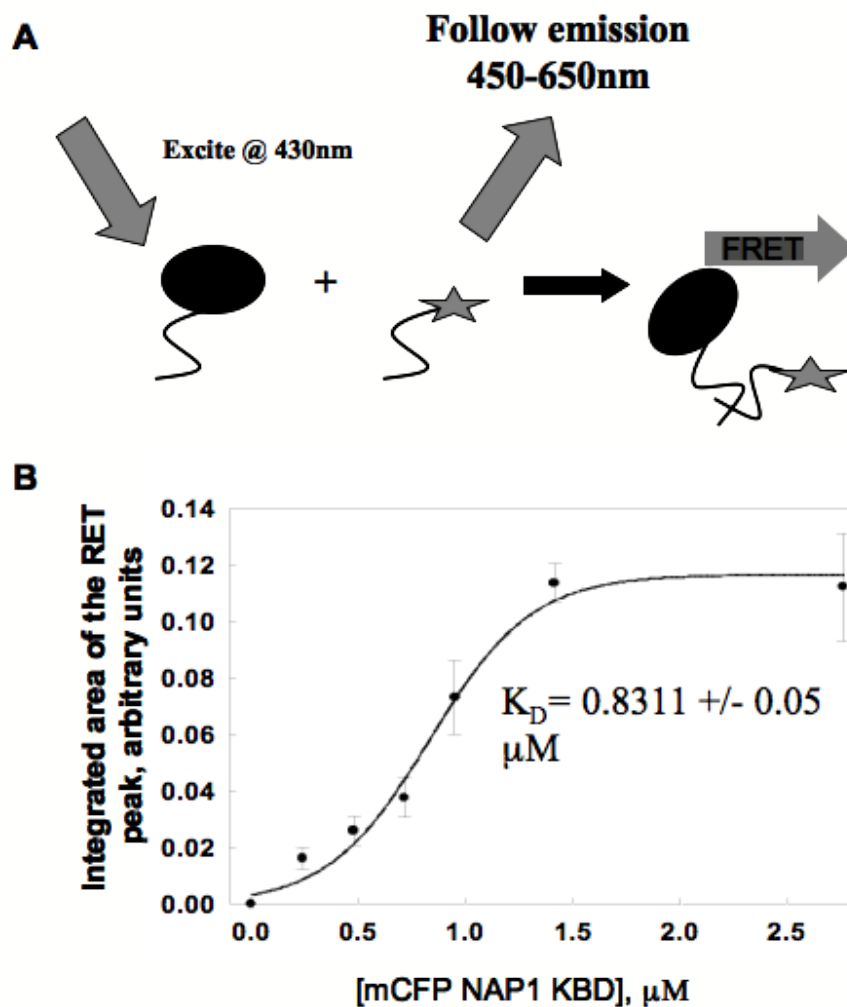 A
Follow emission
450-650nm
Excite @ 430nm
+
FRET
B
Integrated area of the RET
peak, arbitrary units
0.14
0.12
0.10
0.08
0.06
0.04
0.02
0.00
K_D= 0.8311 +/- 0.05
μM
0.0 0.5 1.0 1.5 2.0 2.5
[mCFP NAP1 KBD], μM